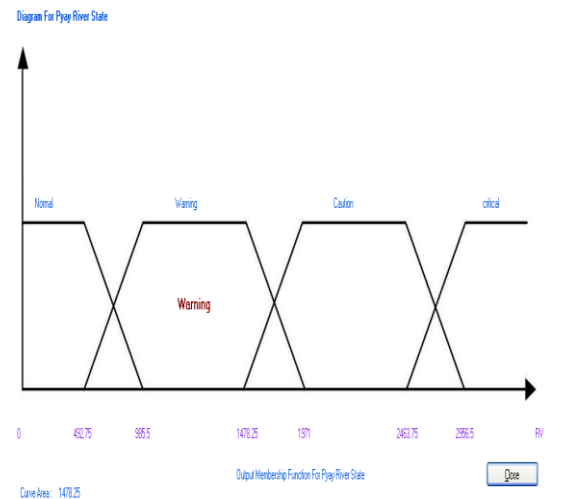 Diagram For Pyay River State
Normal Warning Caution critical
Warning
0 492.75 985.5 1478.25 1971 2463.75 2956.5 RV
Output Membership Function For Pyay River State
Close
Curve Area : 1478.25